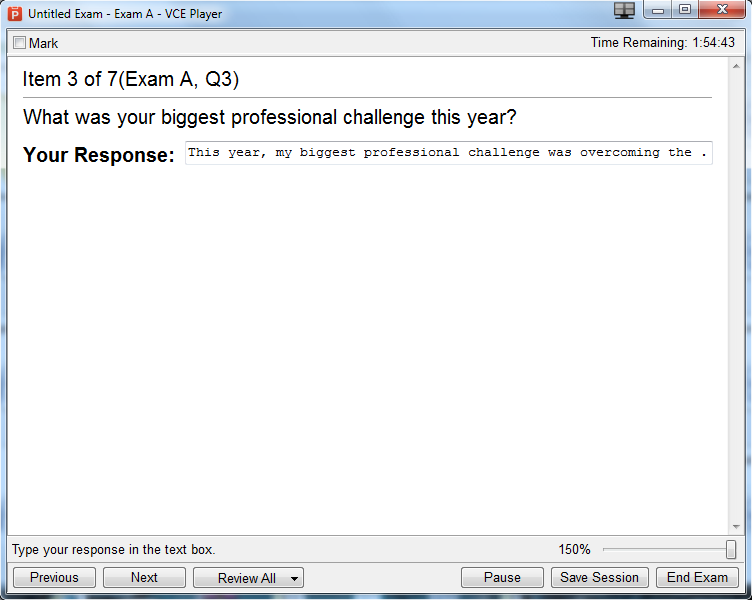 Untitled Exam - Exam A - VCE Player
Mark
Time Remaining: 1:54:43
Item 3 of 7(Exam A, Q3)
What was your biggest professional challenge this year?
Your Response: This year, my biggest professional challenge was overcoming the .
Type your response in the text box.
150%
Previous Next Review All Pause Save Session End Exam